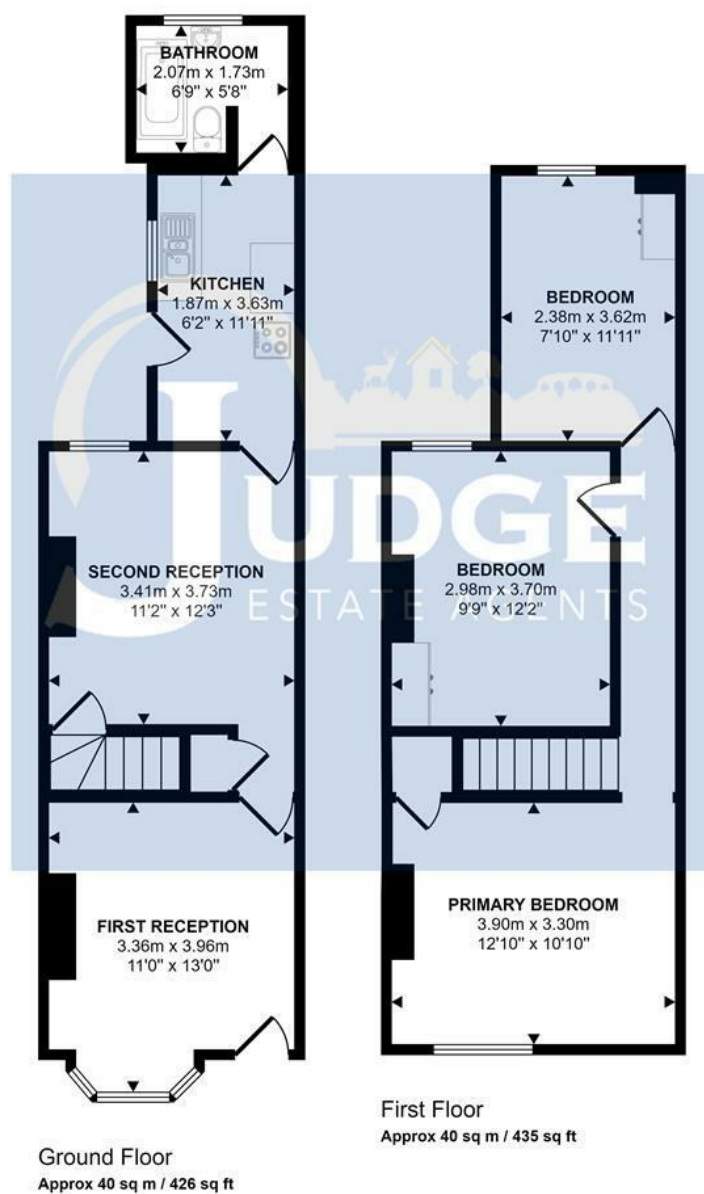 BATHROOM
2.07m x 1.73m
6'9" x 5'8"
KITCHEN
1.87m x 3.63m
6'2" x 11'11"
SECOND RECEPTION
3.41m x 3.73m
11'2" x 12'3"
FIRST RECEPTION
3.36m x 3.96m
11'0" x 13'0"
Ground Floor
Approx 40 sq m / 426 sq ft
BEDROOM
2.38m x 3.62m
7'10" x 11'11"
BEDROOM
2.98m x 3.70m
9'9" x 12'2"
PRIMARY BEDROOM
3.90m x 3.30m
12'10" x 10'10"
First Floor
Approx 40 sq m / 435 sq ft
JUDGE
ESTATE AGENTS